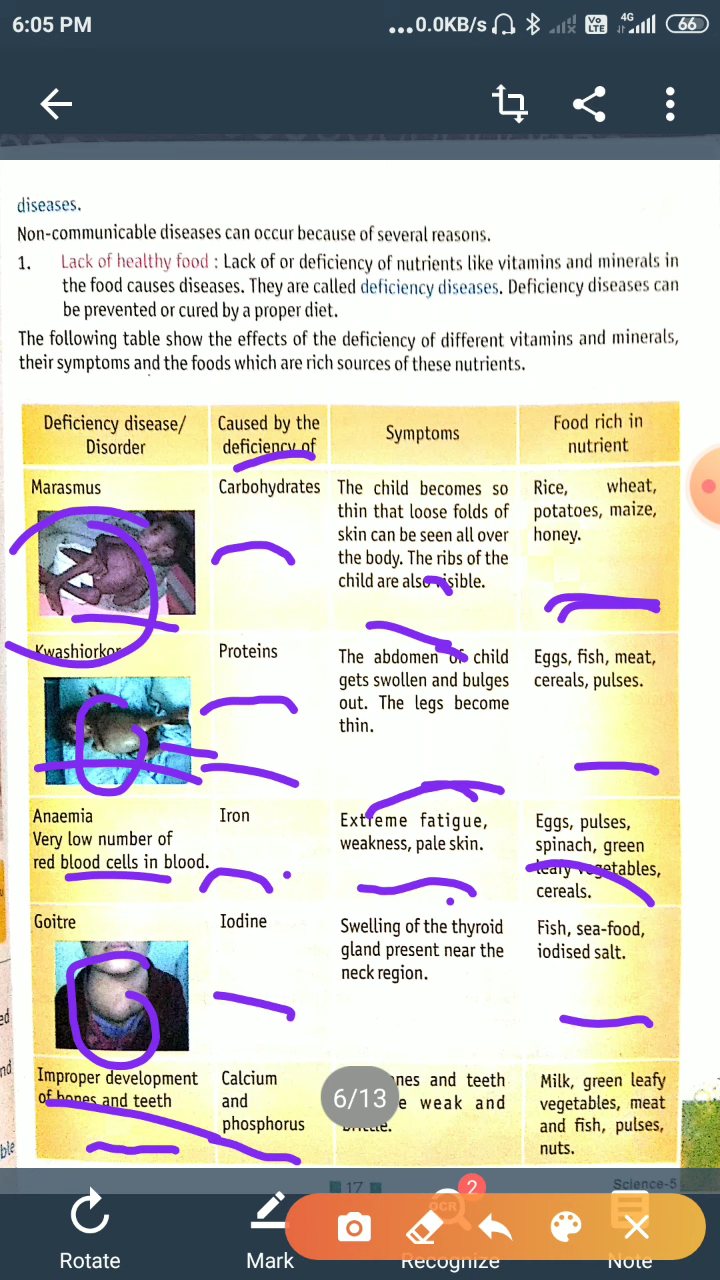 6:05 PM
...0.0KB/s
Vo LTE
4G
66
diseases.
Non-communicable diseases can occur because of several reasons.
1. Lack of healthy food : Lack of or deficiency of nutrients like vitamins and minerals in
the food causes diseases. They are called deficiency diseases. Deficiency diseases can
be prevented or cured by a proper diet.
The following table show the effects of the deficiency of different vitamins and minerals,
their symptoms and the foods which are rich sources of these nutrients.
Deficiency disease/
Disorder
Caused by the
deficiency of
Symptoms
Food rich in
nutrient
Marasmus
Carbohydrates
The child becomes so
thin that loose folds of
skin can be seen all over
the body. The ribs of the
child are also visible.
Rice, wheat,
potatoes, maize,
honey.
Kwashiorkor
Proteins
The abdomen of child
gets swollen and bulges
out. The legs become
thin.
Eggs, fish, meat,
cereals, pulses.
Anaemia
Very low number of
red blood cells in blood.
Iron
Extreme fatigue,
weakness, pale skin.
Eggs, pulses,
spinach, green
leafy vegetables,
cereals.
Goitre
Iodine
Swelling of the thyroid
gland present near the
neck region.
Fish, sea-food,
iodised salt.
Improper development
of bones and teeth
Calcium
and
phosphorus
and teeth
weak and
brittle.
Milk, green leafy
vegetables, meat
and fish, pulses,
nuts.
6/13
17
Science-5
2
OCR
Rotate
Mark
Recognize
Note